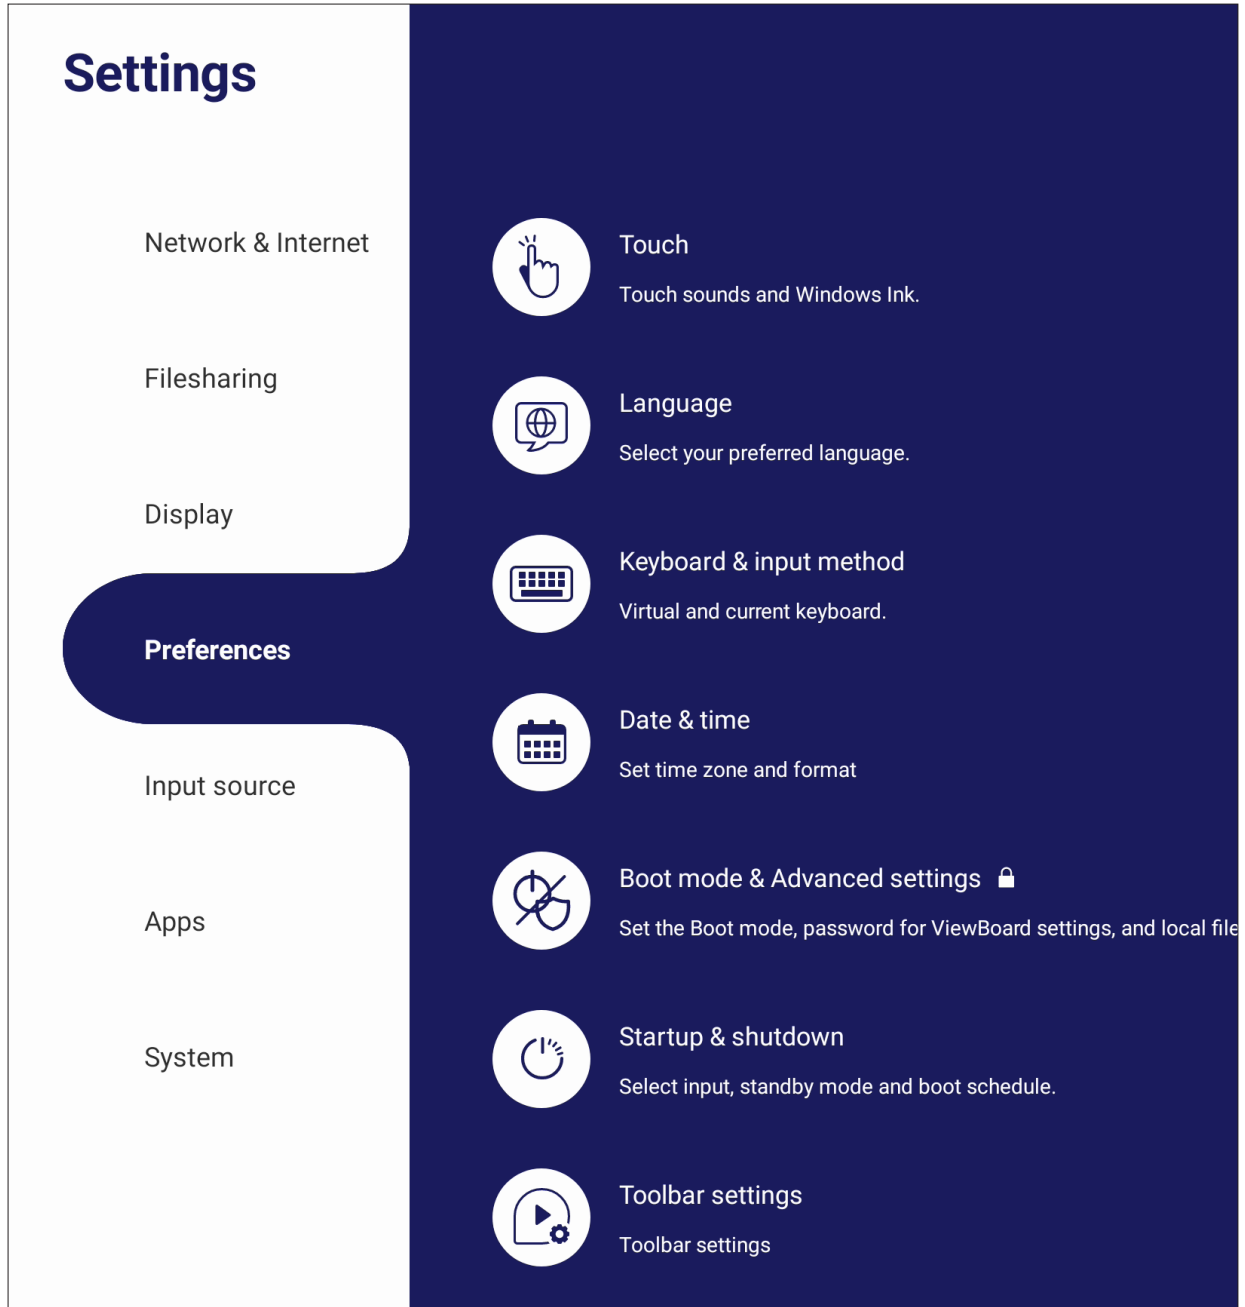 Settings
Network & Internet
Filesharing
Display
Preferences
Input source
Apps
System
Touch
Touch sounds and Windows Ink.
Language
Select your preferred language.
Keyboard & input method
Virtual and current keyboard.
Date & time
Set time zone and format
Boot mode & Advanced settings
Set the Boot mode, password for ViewBoard settings, and local file
Startup & shutdown
Select input, standby mode and boot schedule.
Toolbar settings
Toolbar settings